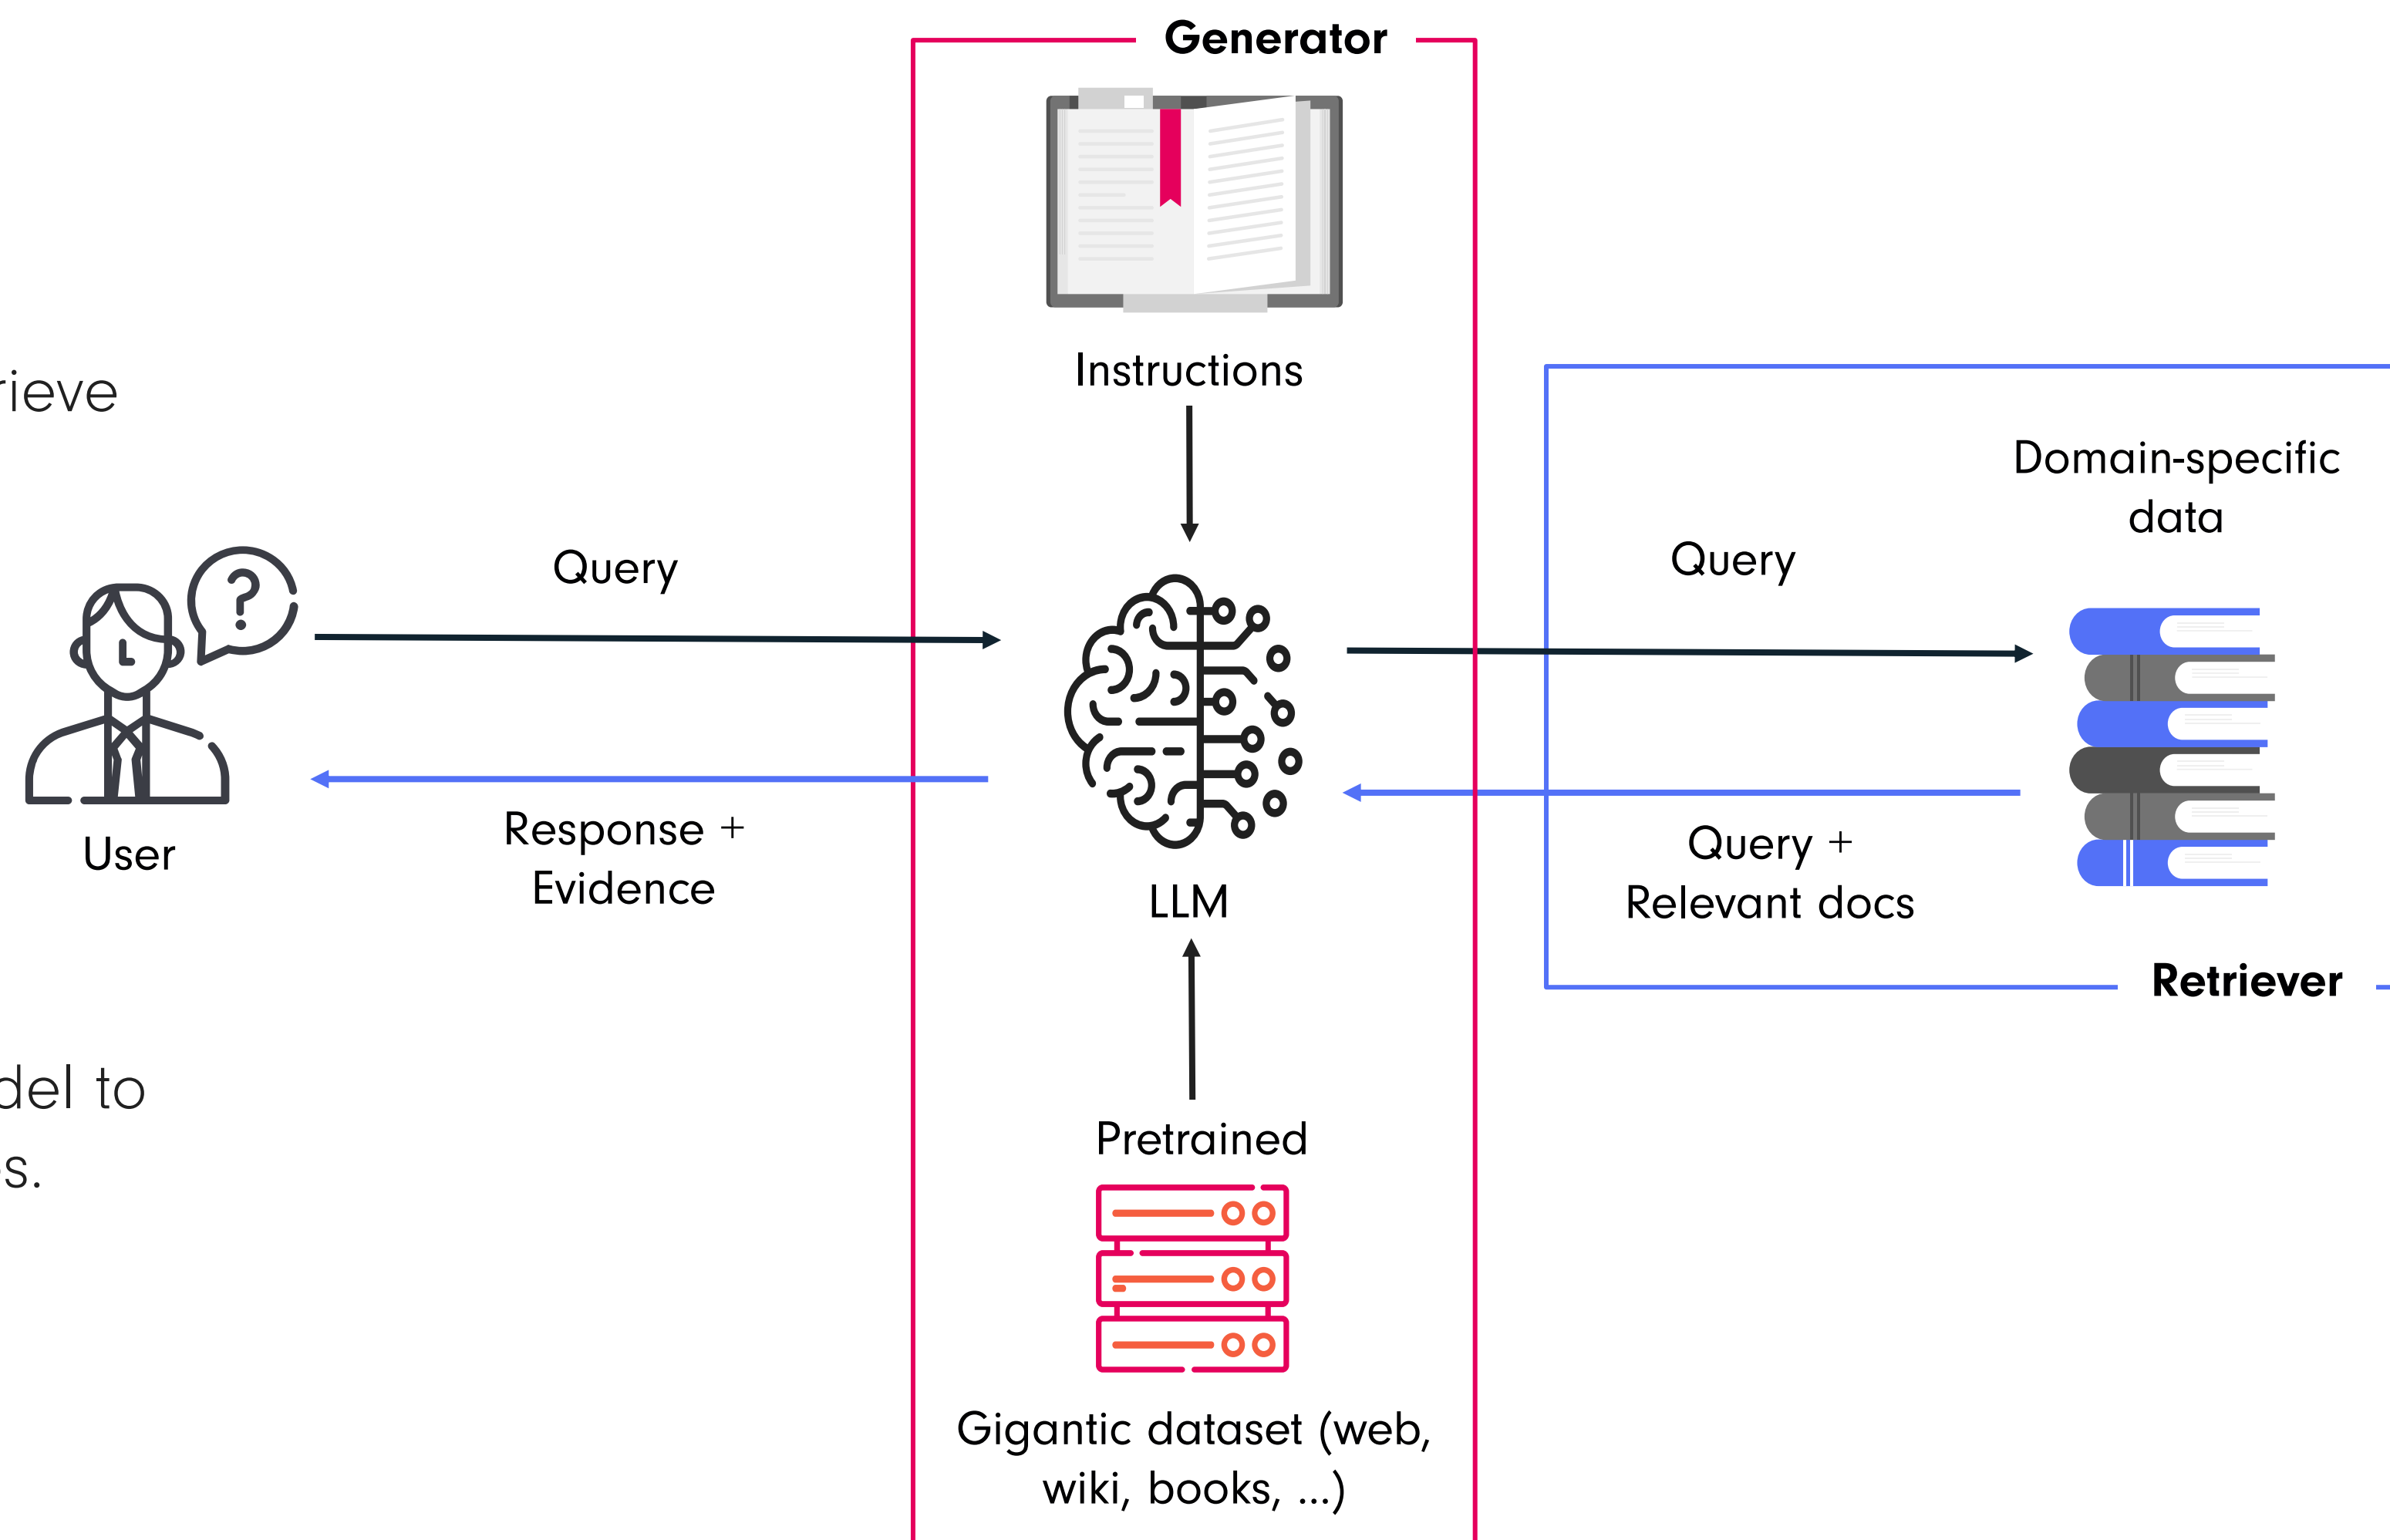 Generator
Instructions
rieve
Domain-specific
data
Query
Query
?
Response +
Evidence
User
Query +
Relevant docs
LLM
Retriever
del to
s.
Pretrained
Gigantic dataset (web,
wiki, books, ...)